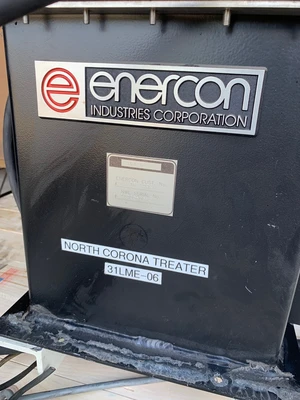 e enercon
INDUSTRIES CORPORATION
NORTH CORONA TREATER
31LME-06